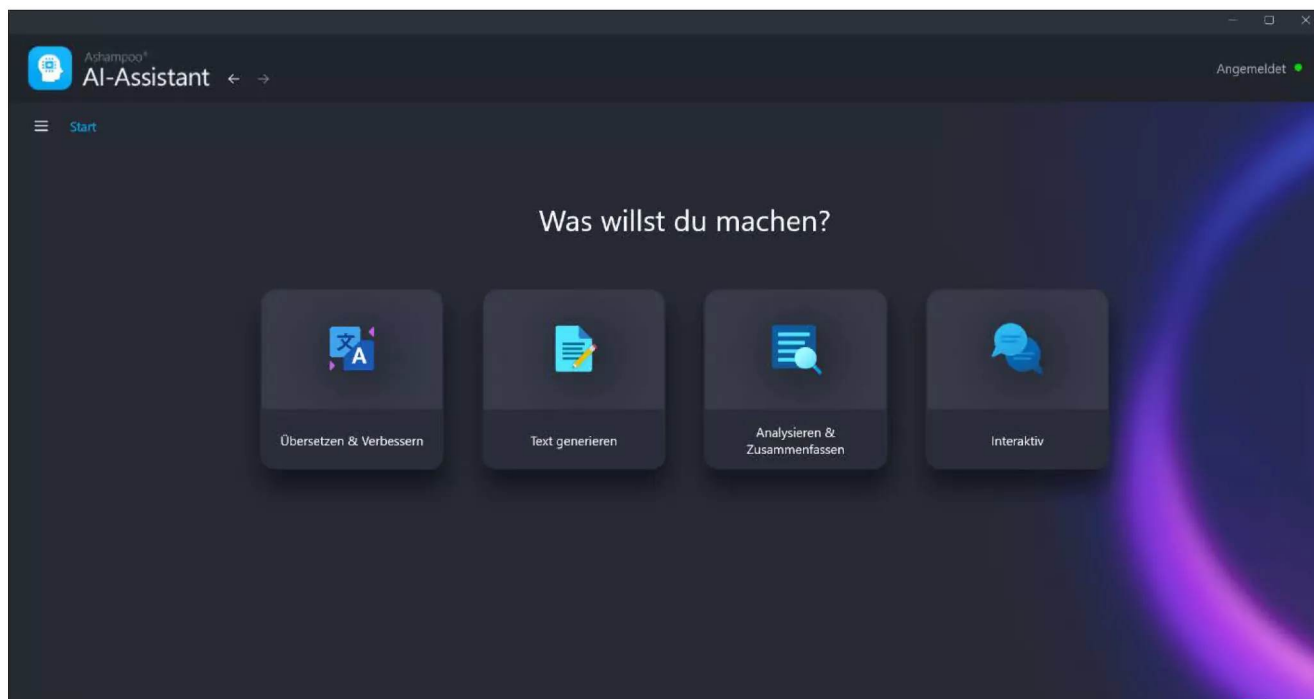 Ashampoo®
AI-Assistant
Angemeldet
Start
Was willst du machen?
Übersetzen & Verbessern
Text generieren
Analysieren &
Zusammenfassen
Interaktiv